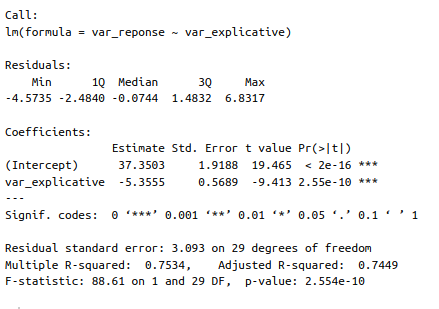 Call:
lm(formula = var_reponse ~ var_explicative)
Residuals:
Min 1Q Median 3Q Max
-4.5735 -2.4840 -0.0744 1.4832 6.8317
Coefficients:
Estimate Std. Error t value Pr(>|t|)
(Intercept) 37.3503 1.9188 19.465 < 2e-16 ***
var_explicative -5.3555 0.5689 -9.413 2.55e-10 ***
---
Signif. codes: 0 ‘***’ 0.001 ‘**’ 0.01 ‘*’ 0.05 ‘.’ 0.1 ‘ ’ 1
Residual standard error: 3.093 on 29 degrees of freedom
Multiple R-squared: 0.7534, Adjusted R-squared: 0.7449
F-statistic: 88.61 on 1 and 29 DF, p-value: 2.554e-10